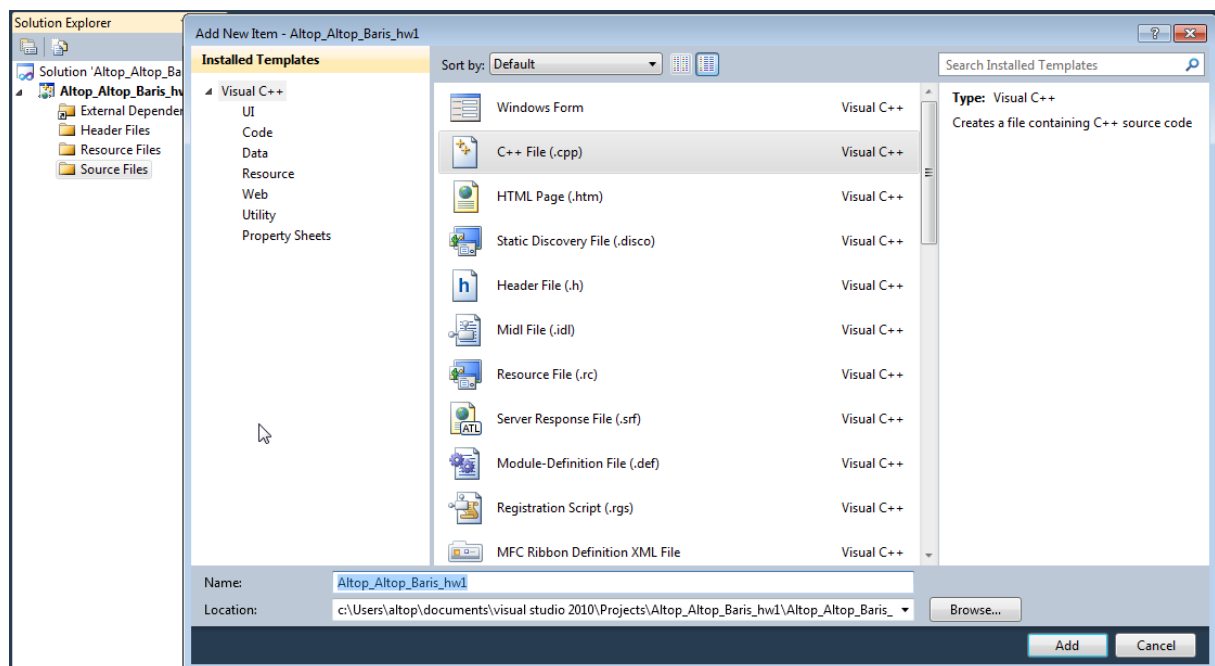 Solution Explorer
Solution 'Altop_Altop_Ba
Altop_Altop_Baris_hw
External Depender
Header Files
Resource Files
Source Files
Add New Item - Altop_Altop_Baris_hw1
Installed Templates
Visual C++
UI
Code
Data
Resource
Web
Utility
Property Sheets
Sort by: Default
Windows Form Visual C++
C++ File (.cpp) Visual C++
HTML Page (.htm) Visual C++
Static Discovery File (.disco) Visual C++
h Header File (.h) Visual C++
Midl File (.idl) Visual C++
Resource File (.rc) Visual C++
ATL Server Response File (.srf) Visual C++
Module-Definition File (.def) Visual C++
Registration Script (.rgs) Visual C++
MFC Ribbon Definition XML File Visual C++
Search Installed Templates
Type: Visual C++
Creates a file containing C++ source code
Name: Altop_Altop_Baris_hw1
Location: c:\Users\altop\documents\visual studio 2010\Projects\Altop_Altop_Baris_hw1\Altop_Altop_Baris_
Browse...
Add Cancel